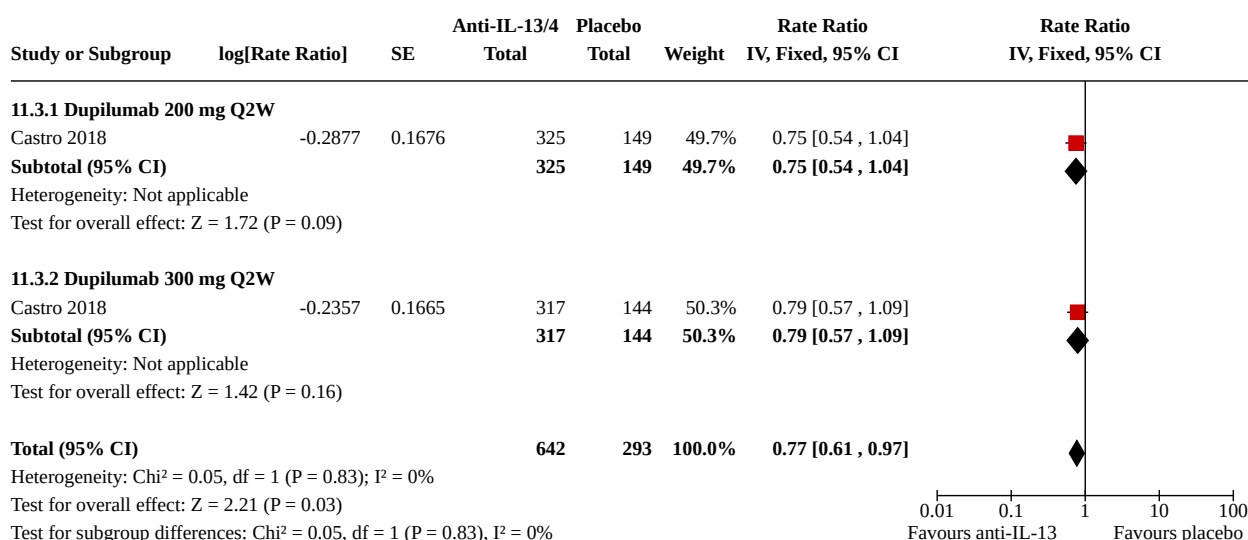 Anti-IL-13/4 Placebo Rate Ratio Rate Ratio
Study or Subgroup log[Rate Ratio] SE Total Total Weight IV, Fixed, 95% CI IV, Fixed, 95% CI
11.3.1 Dupilumab 200 mg Q2W
Castro 2018 -0.2877 0.1676 325 149 49.7% 0.75 [0.54 , 1.04]
Subtotal (95% CI) 325 149 49.7% 0.75 [0.54 , 1.04]
Heterogeneity: Not applicable
Test for overall effect: Z = 1.72 (P = 0.09)
11.3.2 Dupilumab 300 mg Q2W
Castro 2018 -0.2357 0.1665 317 144 50.3% 0.79 [0.57 , 1.09]
Subtotal (95% CI) 317 144 50.3% 0.79 [0.57 , 1.09]
Heterogeneity: Not applicable
Test for overall effect: Z = 1.42 (P = 0.16)
Total (95% CI) 642 293 100.0% 0.77 [0.61 , 0.97]
Heterogeneity: Chi² = 0.05, df = 1 (P = 0.83); I² = 0%
Test for overall effect: Z = 2.21 (P = 0.03)
0.01 0.1 1 10 100
Test for subgroup differences: Chi² = 0.05, df = 1 (P = 0.83), I² = 0% Favours anti-IL-13 Favours placebo